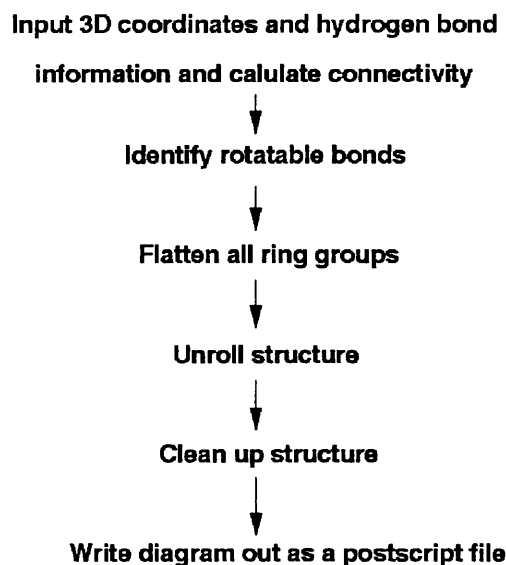 Input 3D coordinates and hydrogen bond
information and calulate connectivity
Identify rotatable bonds
Flatten all ring groups
Unroll structure
Clean up structure
Write diagram out as a postscript file